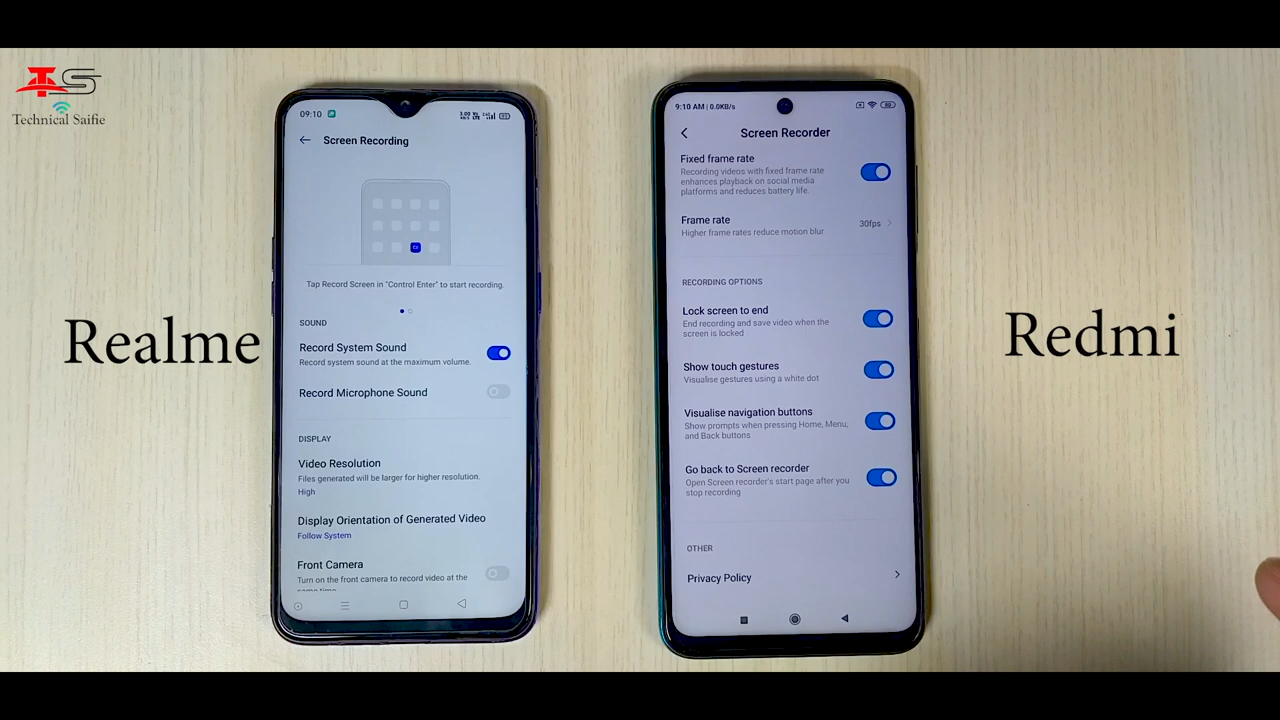 TS
Technical Saifie
Realme
09:10
Screen Recording
Tap Record Screen in "Control Enter" to start recording.
SOUND
Record System Sound
Record system sound at the maximum volume.
Record Microphone Sound
DISPLAY
Video Resolution
Files generated will be larger for higher resolution.
High
Display Orientation of Generated Video
Follow System
Front Camera
Turn on the front camera to record video at the
same time.
9:10 AM | 0.0KB/s
Screen Recorder
Fixed frame rate
Recording videos with fixed frame rate
enhances playback on social media
platforms and reduces battery life.
Frame rate
30fps
Higher frame rates reduce motion blur
RECORDING OPTIONS
Lock screen to end
End recording and save video when the
screen is locked
Show touch gestures
Visualise gestures using a white dot
Visualise navigation buttons
Show prompts when pressing Home, Menu,
and Back buttons
Go back to Screen recorder
Open Screen recorder's start page after you
stop recording
OTHER
Privacy Policy
Redmi